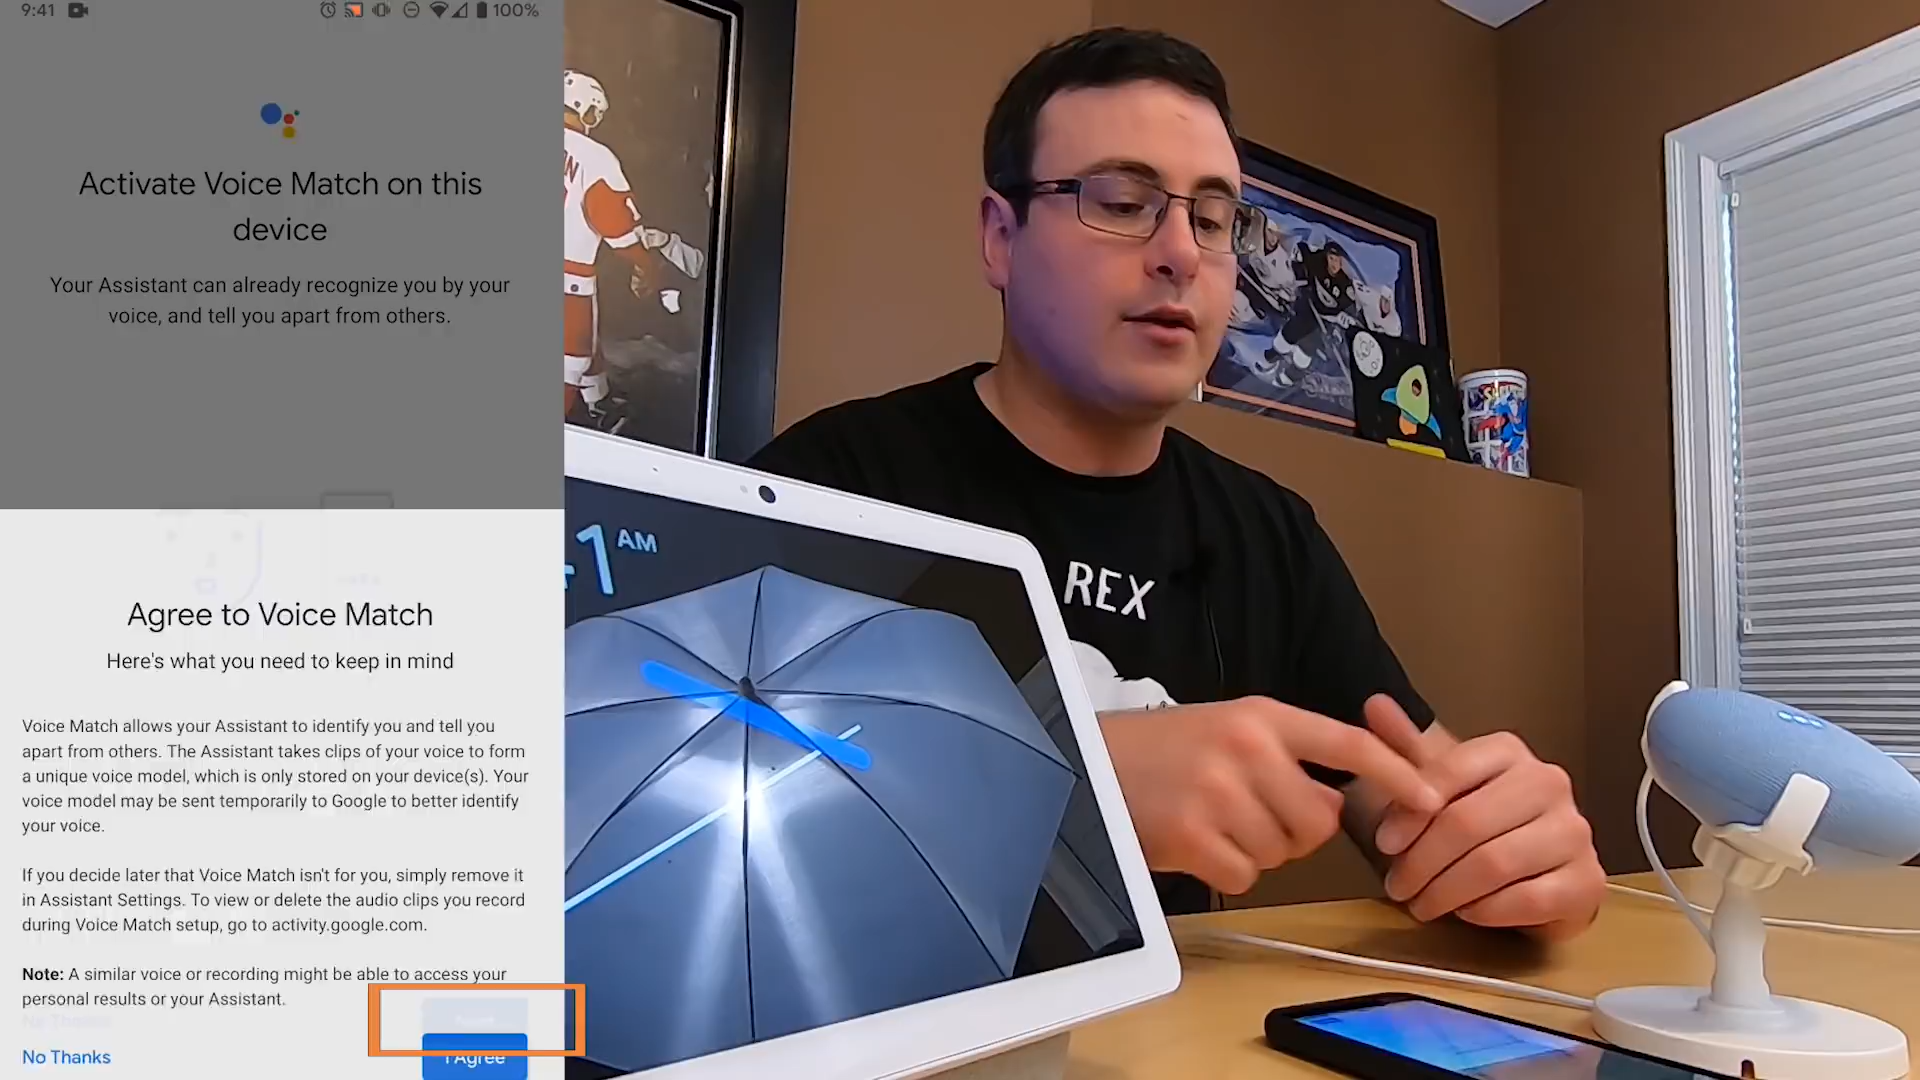 9:41
100%
Activate Voice Match on this
device
Your Assistant can already recognize you by your
voice, and tell you apart from others.
Agree to Voice Match
Here's what you need to keep in mind
Voice Match allows your Assistant to identify you and tell you
apart from others. The Assistant takes clips of your voice to form
a unique voice model, which is only stored on your device(s). Your
voice model may be sent temporarily to Google to better identify
your voice.
If you decide later that Voice Match isn't for you, simply remove it
in Assistant Settings. To view or delete the audio clips you record
during Voice Match setup, go to activity.google.com.
Note: A similar voice or recording might be able to access your
personal results or your Assistant.
No Thanks
No Thanks
I Agree
1 AM
REX